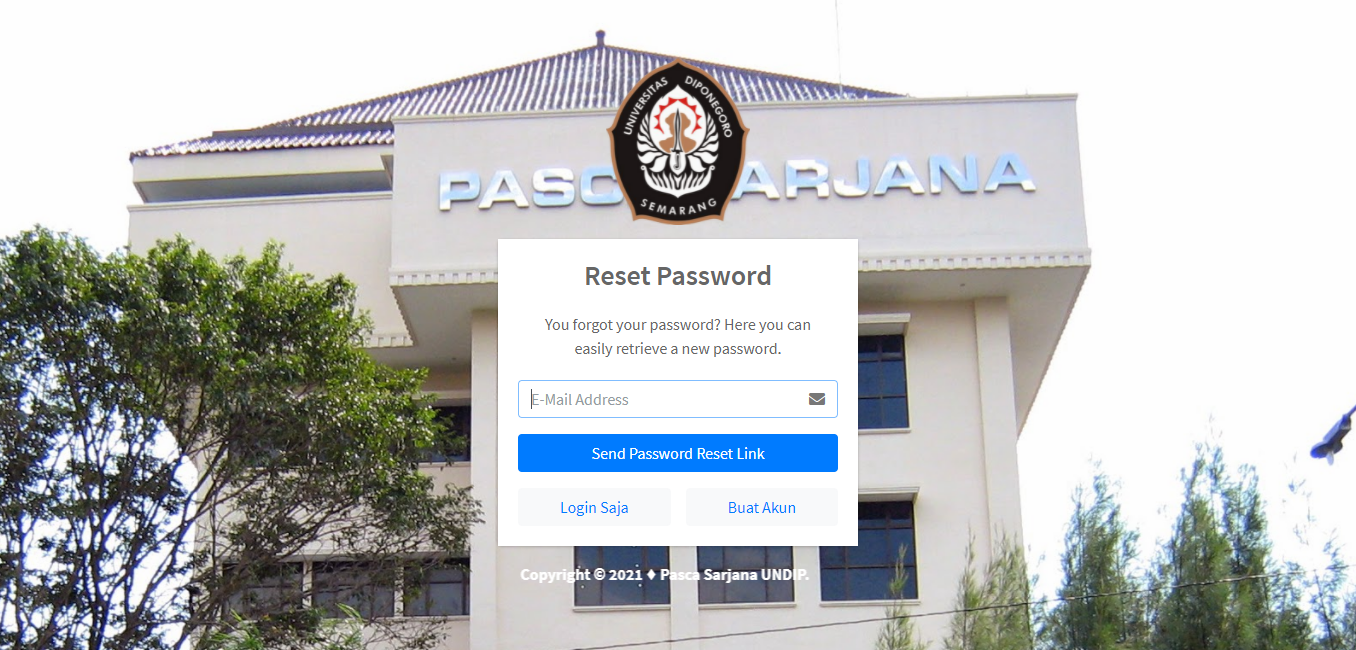 UNIVERSITAS DIPONEGORO
PASC ARJANA
SEMARANG
Reset Password
You forgot your password? Here you can
easily retrieve a new password.
E-Mail Address
Send Password Reset Link
Login Saja
Buat Akun
Copyright © 2021 ♦ Pasca Sarjana UNDIP.